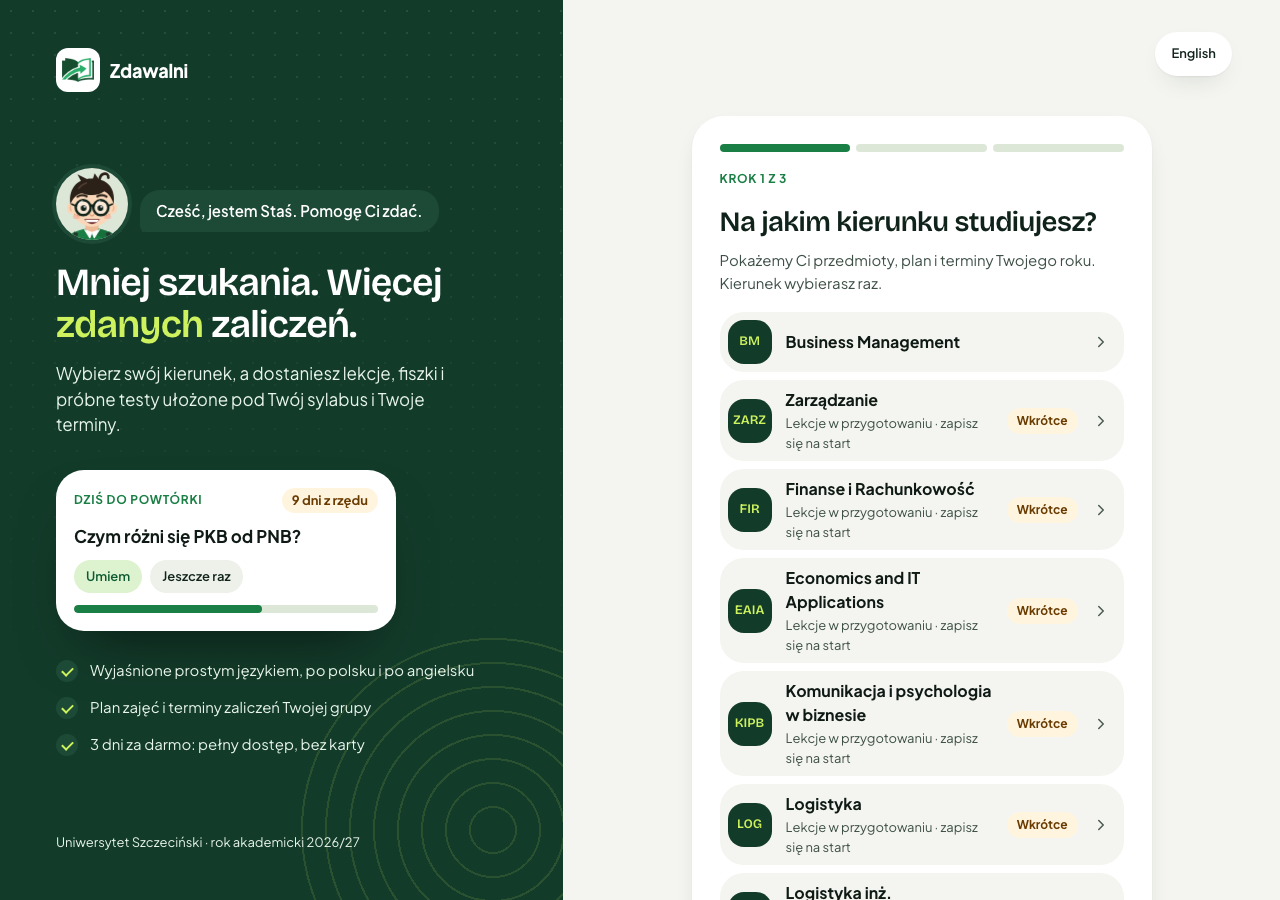 Zdawalni
Cześć, jestem Staś. Pomogę Ci zdać.
Mniej szukania. Więcej
zdanych zaliczeń.
Wybierz swój kierunek, a dostaniesz lekcje, fiszki i
próbne testy ułożone pod Twój sylabus i Twoje
terminy.
DZIŚ DO POWTÓRKI
9 dni z rzędu
Czym różni się PKB od PNB?
Umiem
Jeszcze raz
Wyjaśnione prostym językiem, po polsku i po angielsku
Plan zajęć i terminy zaliczeń Twojej grupy
3 dni za darmo: pełny dostęp, bez karty
Uniwersytet Szczeciński · rok akademicki 2026/27
English
KROK 1 Z 3
Na jakim kierunku studiujesz?
Pokażemy Ci przedmioty, plan i terminy Twojego roku.
Kierunek wybierasz raz.
BM
Business Management
ZARZ
Zarządzanie
Lekcje w przygotowaniu · zapisz
się na start
Wkrótce
FIR
Finanse i Rachunkowość
Lekcje w przygotowaniu · zapisz
się na start
Wkrótce
EAIA
Economics and IT
Applications
Lekcje w przygotowaniu · zapisz
się na start
Wkrótce
KIPB
Komunikacja i psychologia
w biznesie
Lekcje w przygotowaniu · zapisz
się na start
Wkrótce
LOG
Logistyka
Lekcje w przygotowaniu · zapisz
się na start
Wkrótce
Logistyka inż.